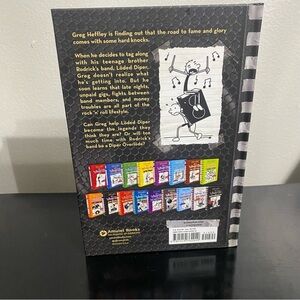 Greg Heffley is finding out that the road to fame and glory
comes with some hard knocks.
When he decides to tag along
with his teenage brother
Rodrick's band, Löded Diper,
Greg doesn't realize what
he's getting into. But he
soon learns that late nights,
unpaid gigs, fights between
band members, and money
troubles are all part of the
rock 'n' roll lifestyle.
Can Greg help Löded Diper
become the legends they
think they are? Or will too
much time with Rodrick's
band be a Diper Överlöde?
Amulet Books